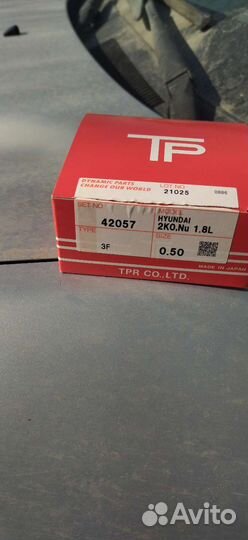 TP
DYNAMIC PARTS
CHANGE OUR WORLD
LOT NO.
21025
SET NO.
42057
HYUNDAI
2KO.Nu 1.8L
TYPE
3F
SIZE
0.50
MADE IN JAPAN
TPR CO.,LTD.
Avito